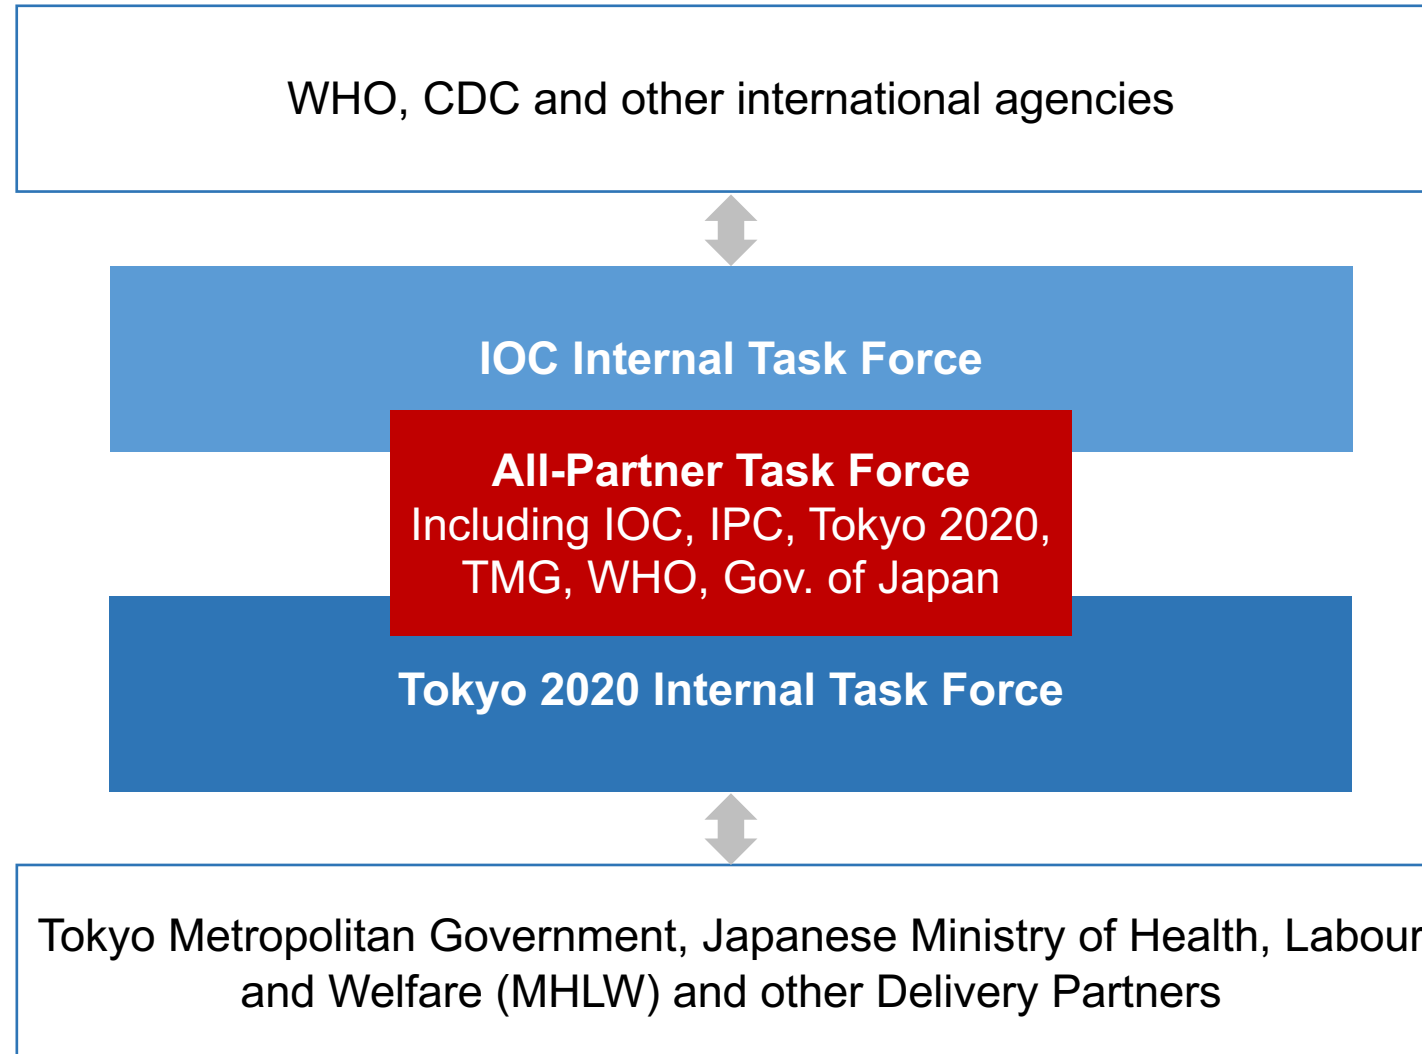 WHO, CDC and other international agencies
IOC Internal Task Force
All-Partner Task Force
Including IOC, IPC, Tokyo 2020,
TMG, WHO, Gov. of Japan
Tokyo 2020 Internal Task Force
Tokyo Metropolitan Government, Japanese Ministry of Health, Labour
and Welfare (MHLW) and other Delivery Partners